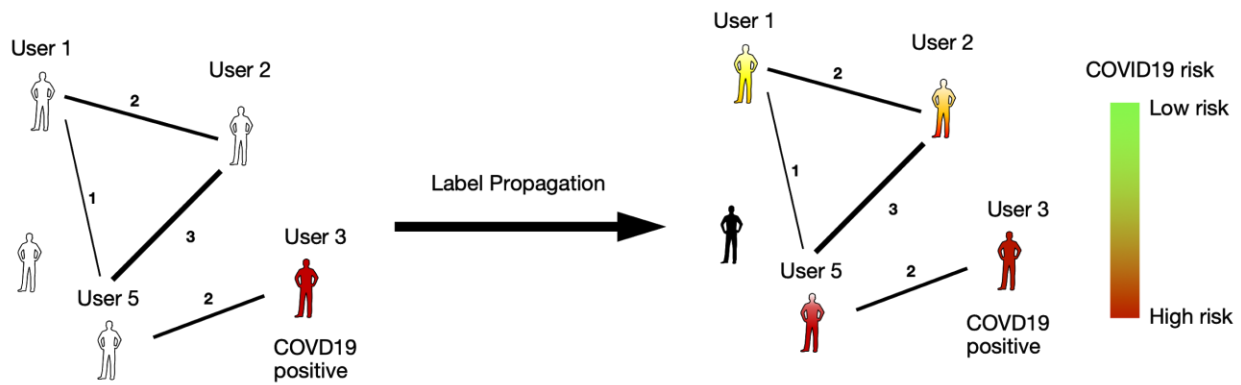 User 1
User 2
2
1
3
User 5
2
User 3
COVD19
positive
Label Propagation
User 1
User 2
2
1
3
User 5
2
User 3
COVD19
positive
COVID19 risk
Low risk
High risk